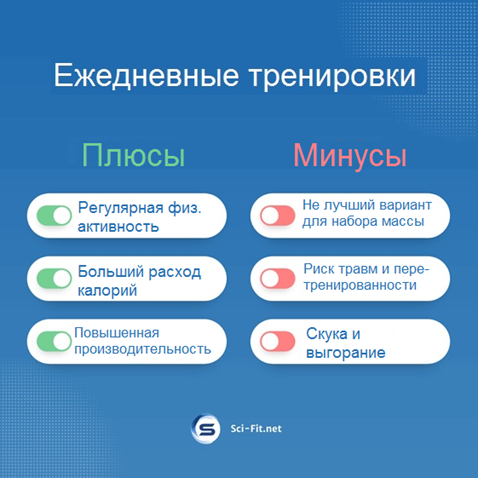 Ежедневные тренировки
Плюсы
Регулярная физ.
активность
Больший расход
калорий
Повышенная
производительность
Минусы
Не лучший вариант
для набора массы
Риск травм и пере-
тренированности
Скука и
выгорание
S
Sci-Fit.net